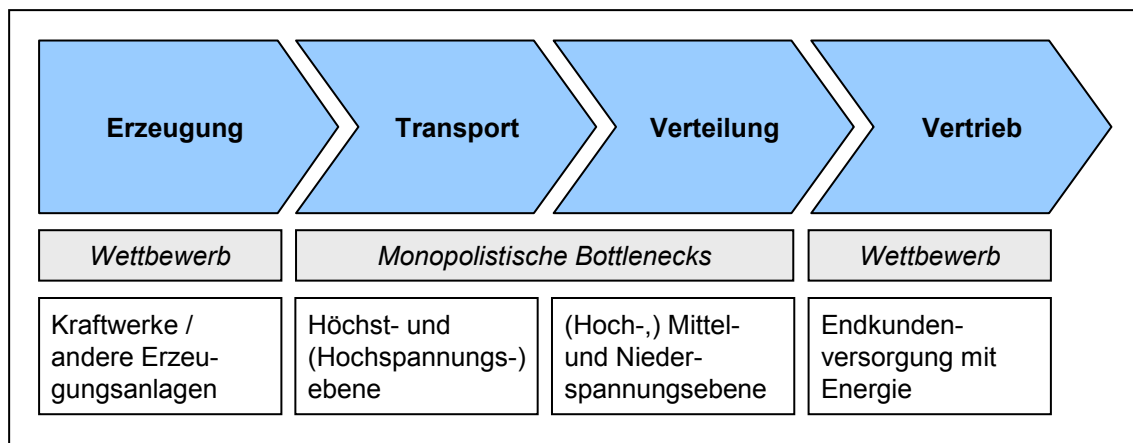 Erzeugung
Transport
Verteilung
Vertrieb
Wettbewerb
Monopolistische Bottlenecks
Wettbewerb
Kraftwerke /
andere Erzeu-
gungsanlagen
Höchst- und
(Hochspannungs-)
ebene
(Hoch-,) Mittel-
und Nieder-
spannungsebene
Endkunden-
versorgung mit
Energie